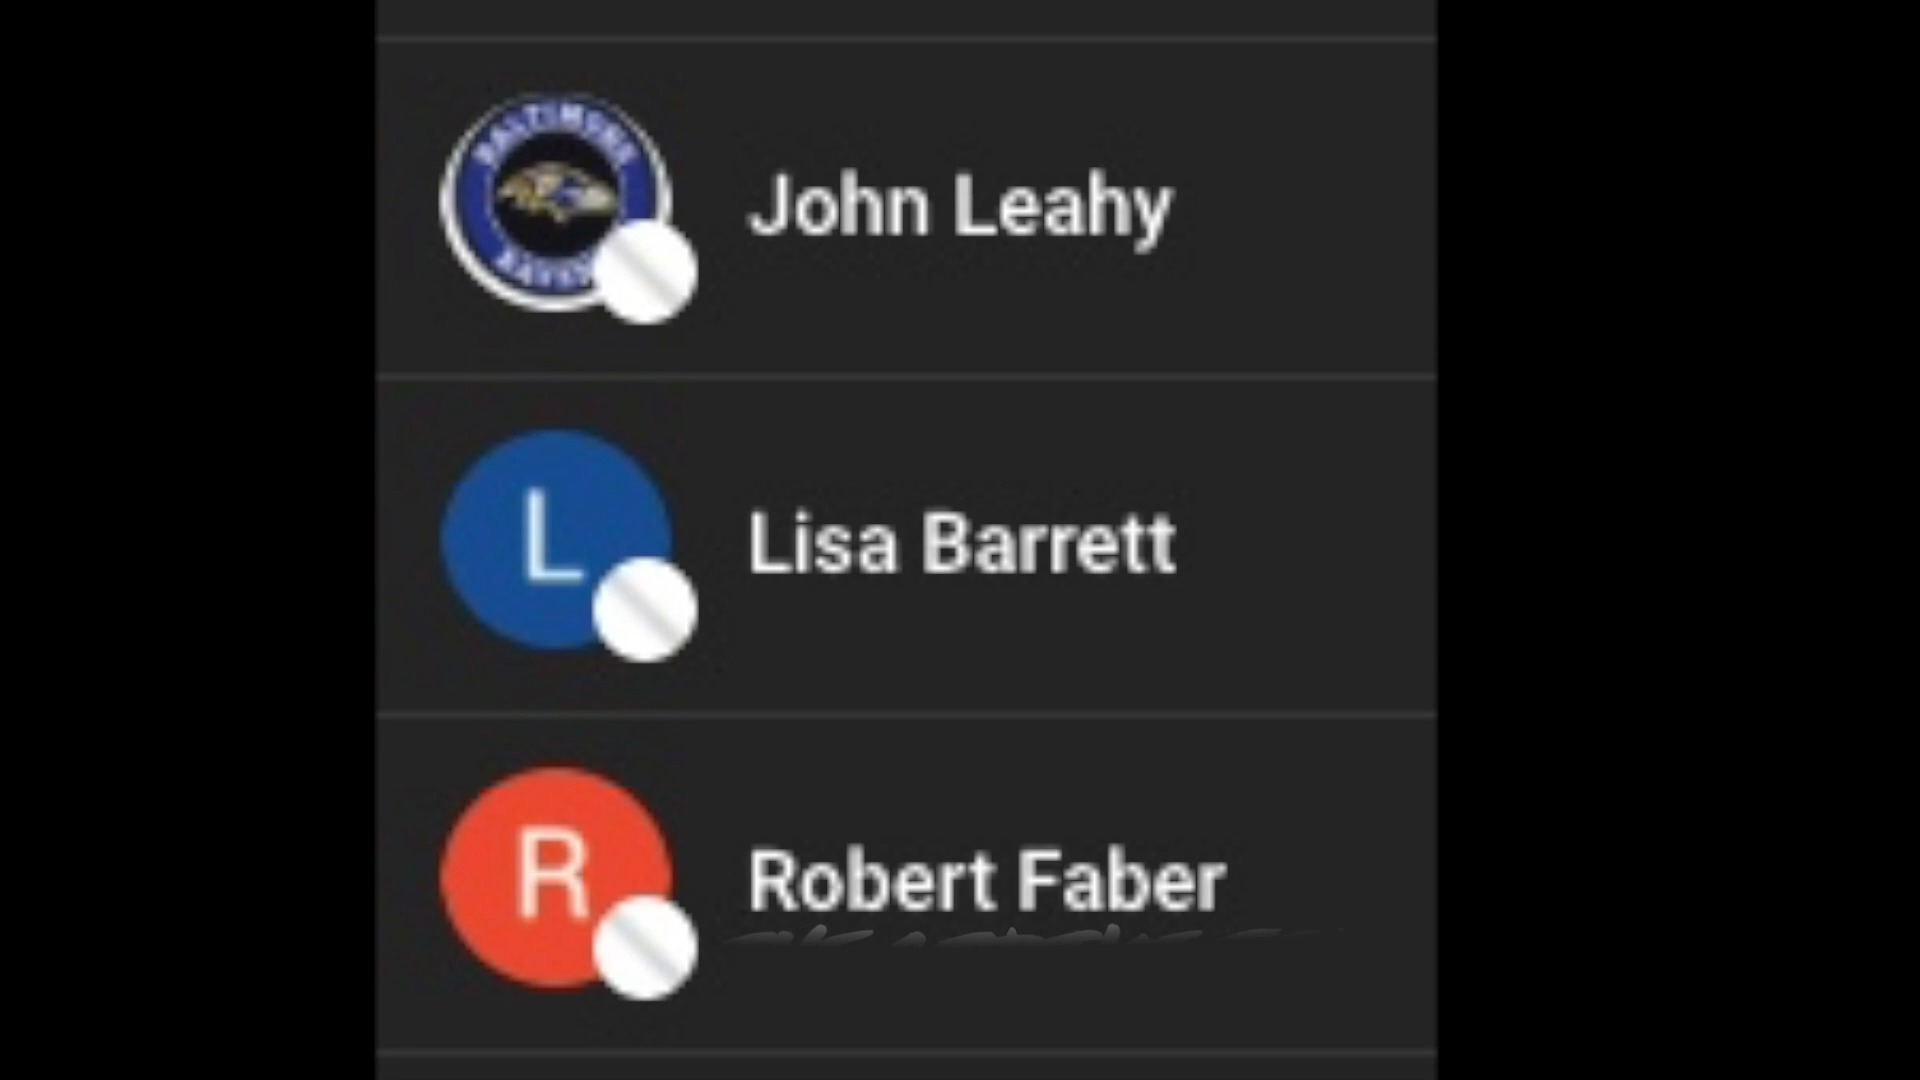 BALTIMORE
RAVENS
John Leahy
L
Lisa Barrett
R
Robert Faber